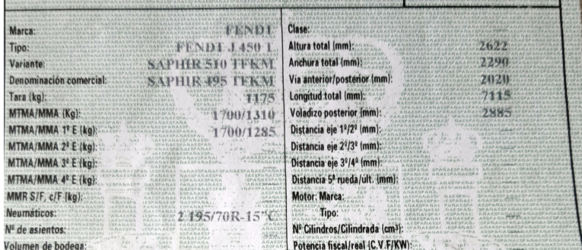 Marca: FENDT
Tipo: FENDT J 450 T
Variante: SAPHIR 510 TFKM
Denominación comercial: SAPHIR 495 TFKM
Tara (kg): 1175
MTMA/MMA (Kg): 1700/1310
MTMA/MMA 1º E (kg): 1700/1285
MTMA/MMA 2º E (kg):
MTMA/MMA 3º E (kg):
MTMA/MMA 4º E (kg):
MMR S/F, c/F (kg):
Neumáticos: 2 195/70R-15"C
Nº de asientos:
Volumen de bodega:
Clase:
Altura total (mm): 2622
Anchura total (mm): 2290
Via anterior/posterior (mm): 2020
Longitud total (mm): 7115
Voladizo posterior (mm): 2885
Distancia eje 1º/2º (mm):
Distancia eje 2º/3º (mm):
Distancia eje 3º/4º (mm):
Distancia 5ª rueda/ult. (mm):
Motor: Marca:
Tipo:
Nº Cilindros/Cilindrada (cm³):
Potencia fiscal/real (C.V.F/KW):